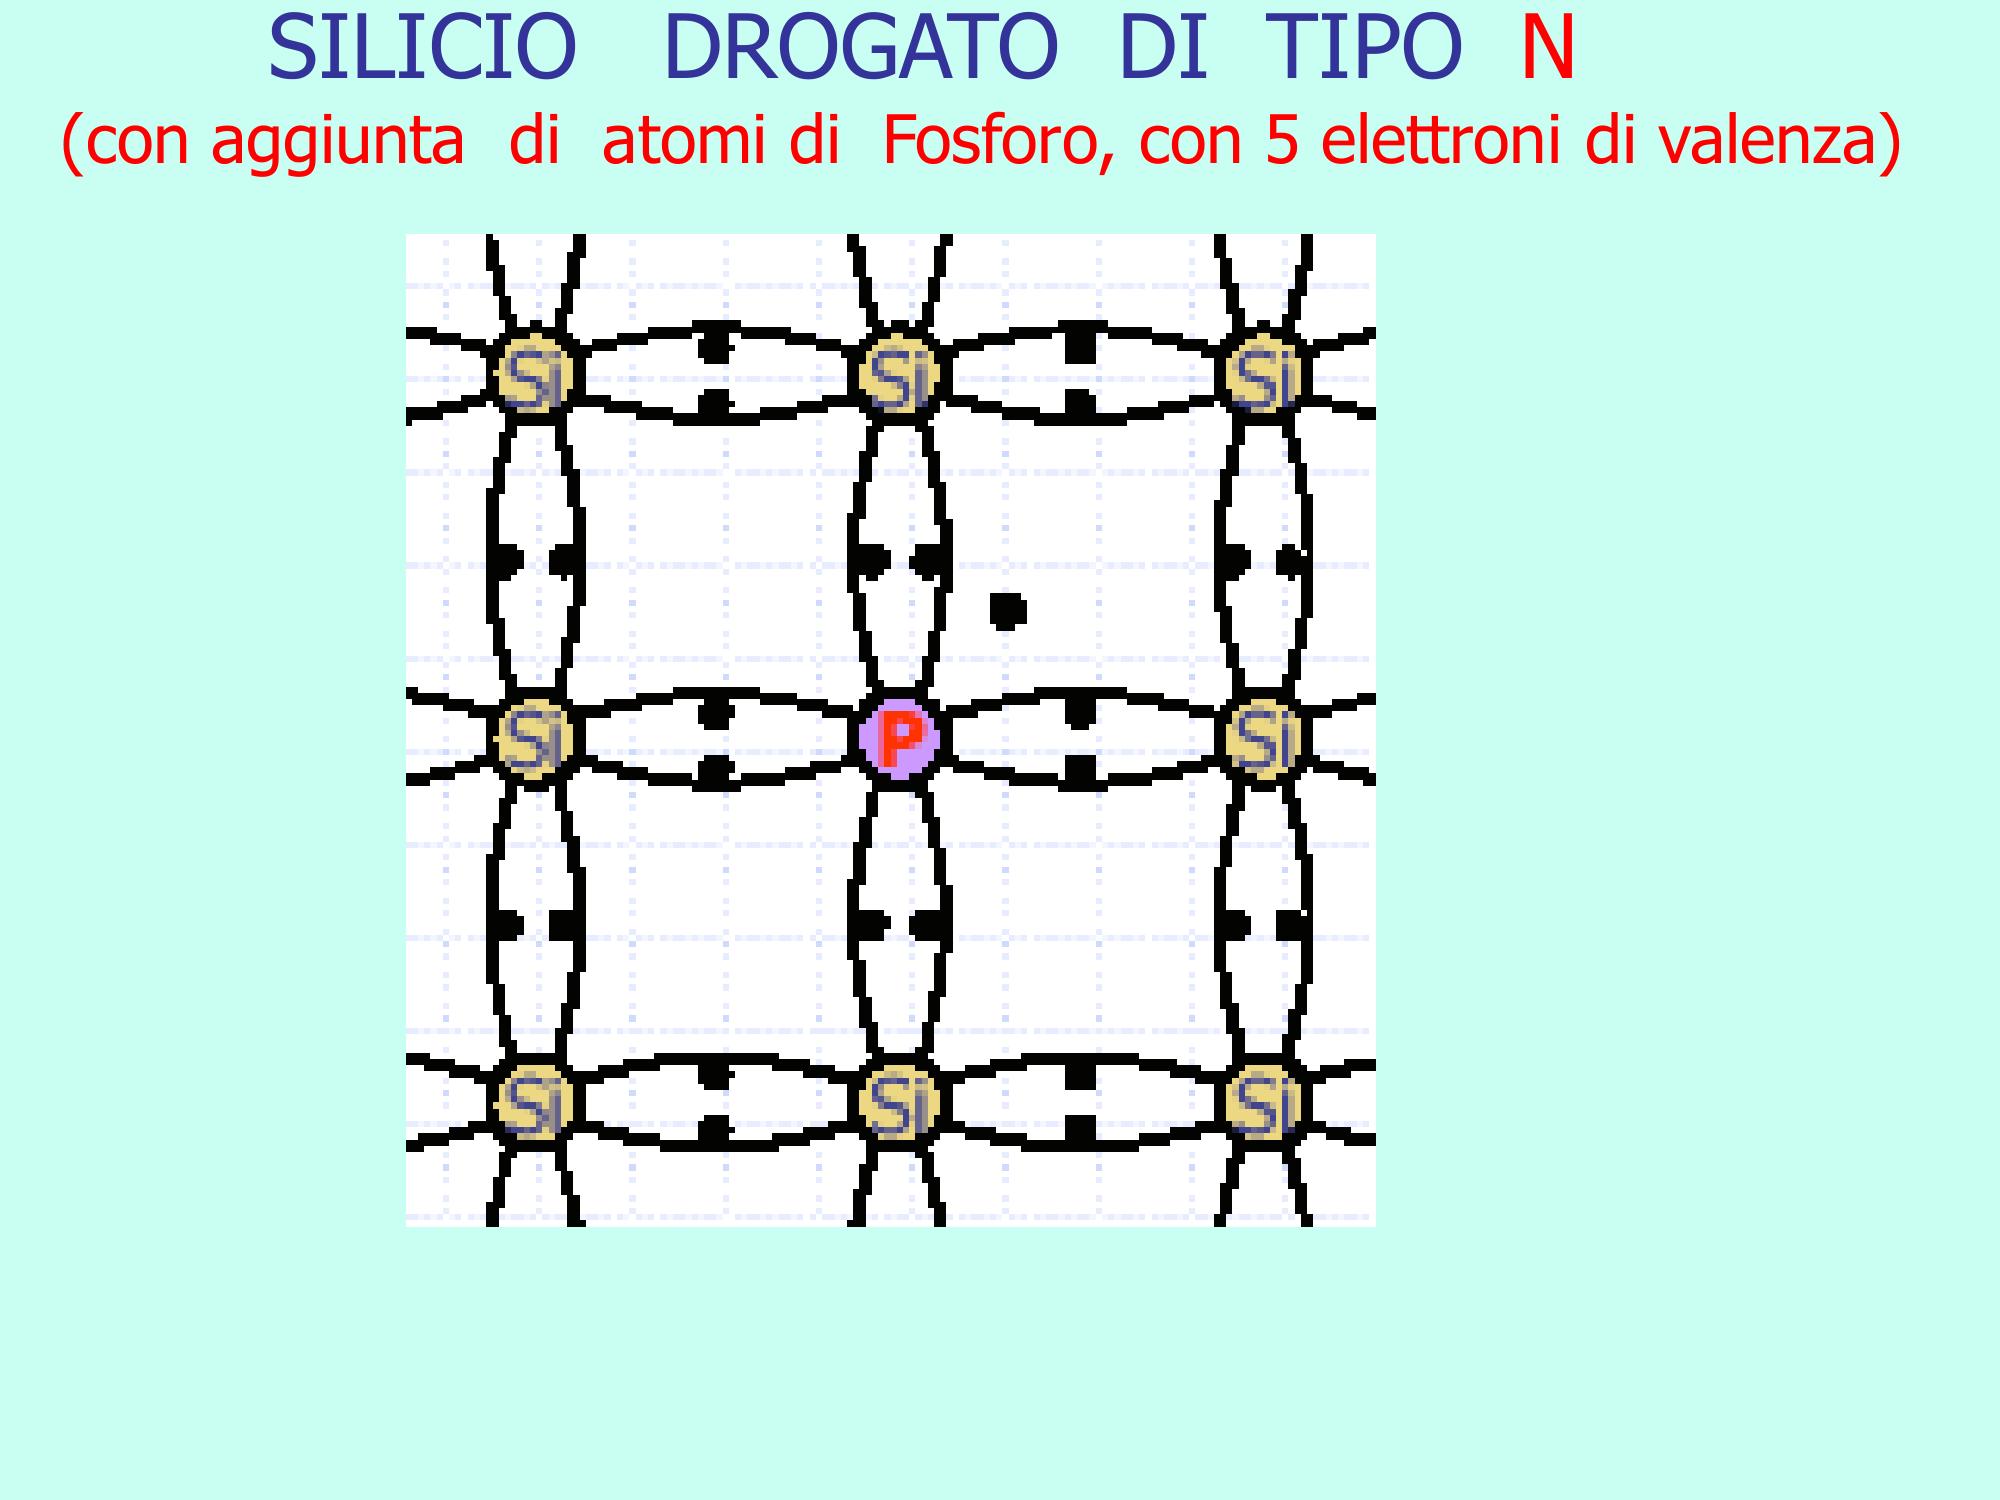 SILICIO DROGATO DI TIPO N
(con aggiunta di atomi di Fosforo, con 5 elettroni di valenza)
Si Si Si
Si P Si
Si Si Si